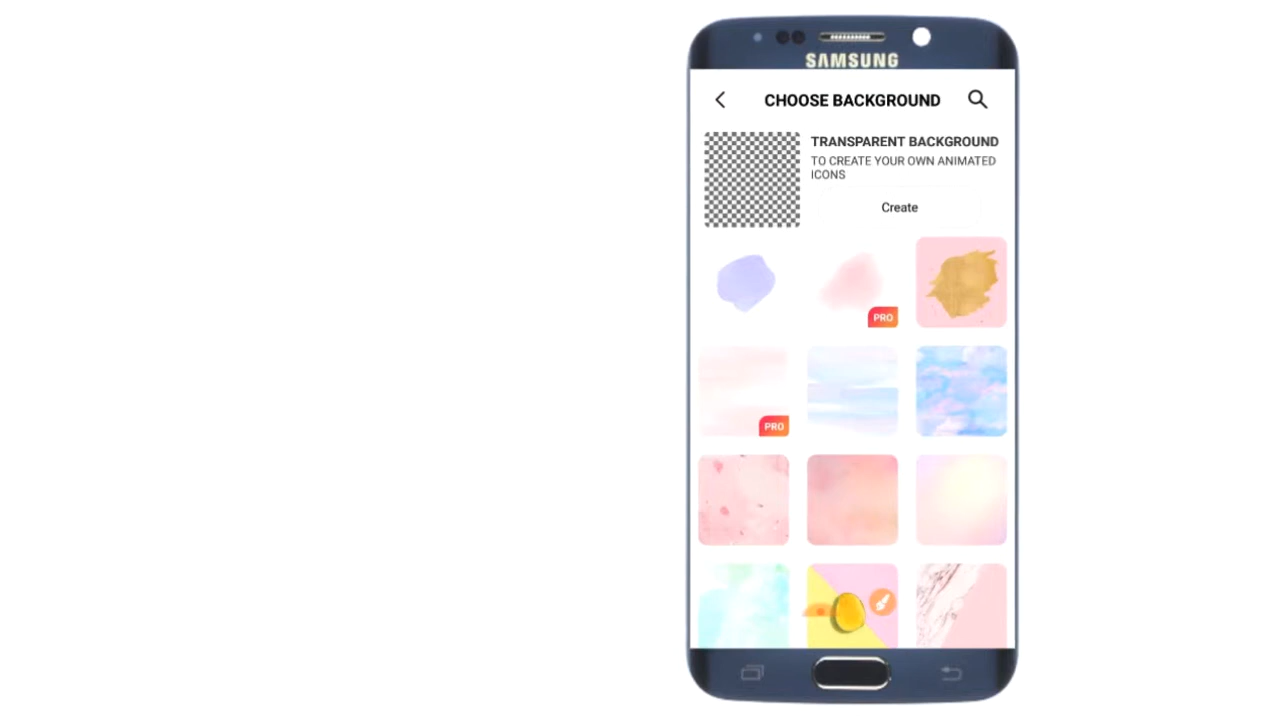 SAMSUNG
CHOOSE BACKGROUND
TRANSPARENT BACKGROUND
TO CREATE YOUR OWN ANIMATED
ICONS
Create
PRO
PRO